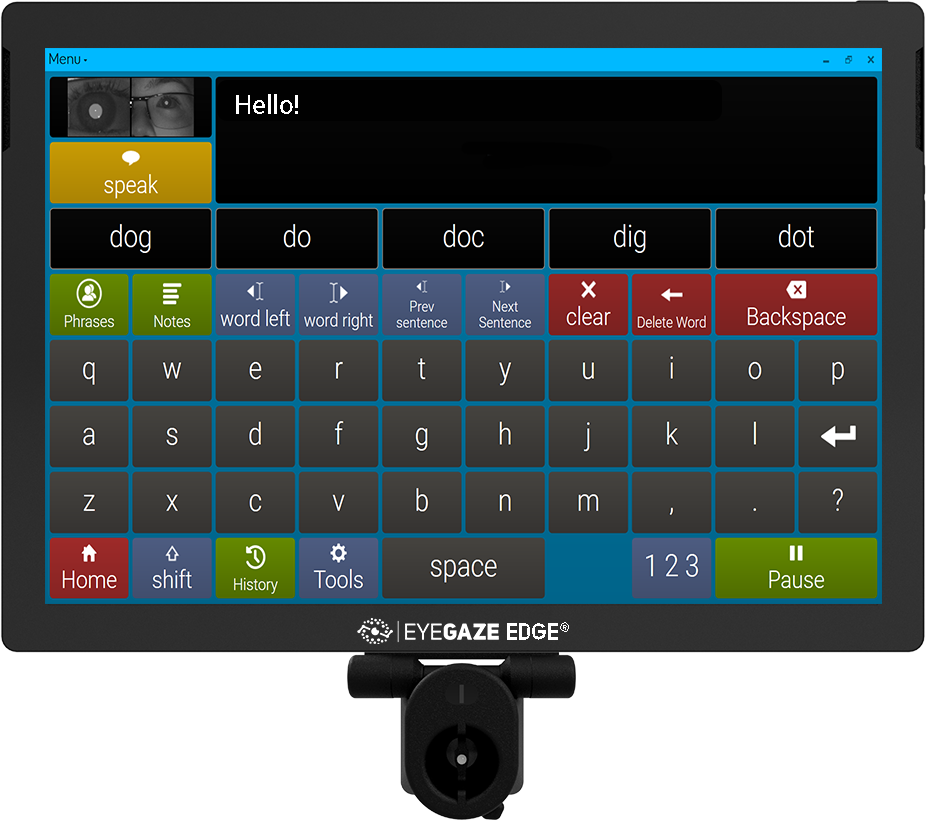 Menu
Hello!
speak
dog do doc dig dot
Phrases Notes word left word right Prev sentence Next Sentence clear Delete Word Backspace
q w e r t y u i o p
a s d f g h j k l
z x c v b n m , . ?
Home shift History Tools space 1 2 3 Pause
EYEGAZE EDGE®